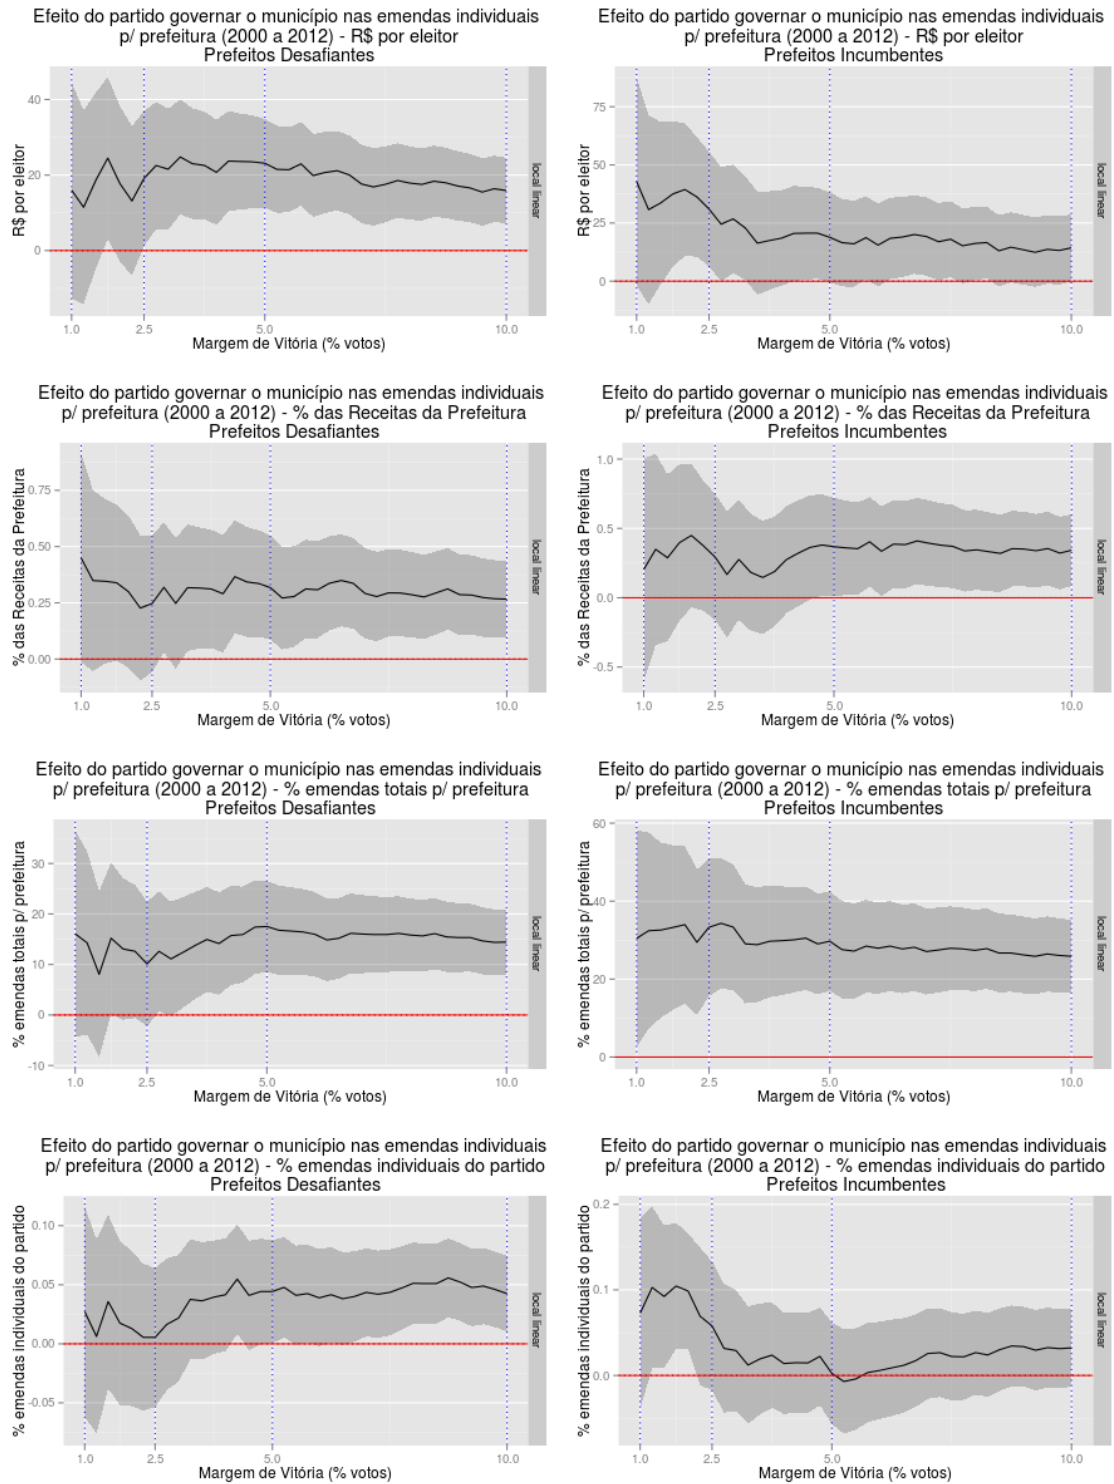 Efeito do partido governar o município nas emendas individuais
p/ prefeitura (2000 a 2012) - R$ por eleitor
Prefeitos Desafiantes
R$ por eleitor
40
20
0
local linear
1.0 2.5 5.0 10.0
Margem de Vitória (% votos)
Efeito do partido governar o município nas emendas individuais
p/ prefeitura (2000 a 2012) - R$ por eleitor
Prefeitos Incumbentes
R$ por eleitor
75
50
25
0
local linear
1.0 2.5 5.0 10.0
Margem de Vitória (% votos)
Efeito do partido governar o município nas emendas individuais
p/ prefeitura (2000 a 2012) - % das Receitas da Prefeitura
Prefeitos Desafiantes
% das Receitas da Prefeitura
0.75
0.50
0.25
0.00
local linear
1.0 2.5 5.0 10.0
Margem de Vitória (% votos)
Efeito do partido governar o município nas emendas individuais
p/ prefeitura (2000 a 2012) - % das Receitas da Prefeitura
Prefeitos Incumbentes
% das Receitas da Prefeitura
1.0
0.5
0.0
-0.5
local linear
1.0 2.5 5.0 10.0
Margem de Vitória (% votos)
Efeito do partido governar o município nas emendas individuais
p/ prefeitura (2000 a 2012) - % emendas totais p/ prefeitura
Prefeitos Desafiantes
% emendas totais p/ prefeitura
30
20
10
0
-10
local linear
1.0 2.5 5.0 10.0
Margem de Vitória (% votos)
Efeito do partido governar o município nas emendas individuais
p/ prefeitura (2000 a 2012) - % emendas totais p/ prefeitura
Prefeitos Incumbentes
% emendas totais p/ prefeitura
60
40
20
0
local linear
1.0 2.5 5.0 10.0
Margem de Vitória (% votos)
Efeito do partido governar o município nas emendas individuais
p/ prefeitura (2000 a 2012) - % emendas individuais do partido
Prefeitos Desafiantes
% emendas individuais do partido
0.10
0.05
0.00
-0.05
local linear
1.0 2.5 5.0 10.0
Margem de Vitória (% votos)
Efeito do partido governar o município nas emendas individuais
p/ prefeitura (2000 a 2012) - % emendas individuais do partido
Prefeitos Incumbentes
% emendas individuais do partido
0.2
0.1
0.0
local linear
1.0 2.5 5.0 10.0
Margem de Vitória (% votos)